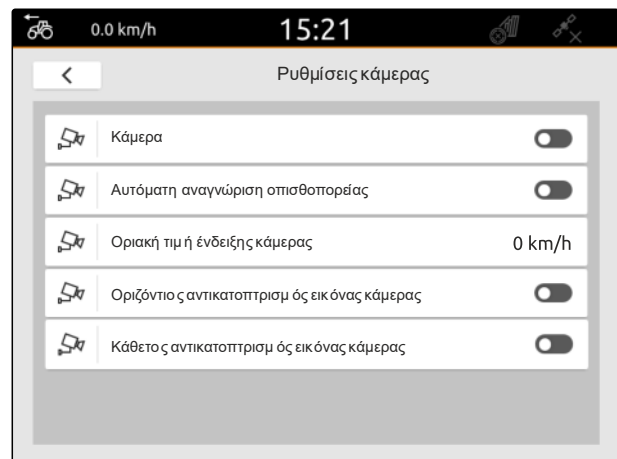 0.0 km/h 15:21
Ρυθμίσεις κάμερας
Κάμερα
Αυτόματη αναγνώριση οπισθοπορείας
Οριακή τιμή ένδειξης κάμερας 0 km/h
Οριζόντιος αντικατοπτρισμός εικόνας κάμερας
Κάθετος αντικατοπτρισμός εικόνας κάμερας